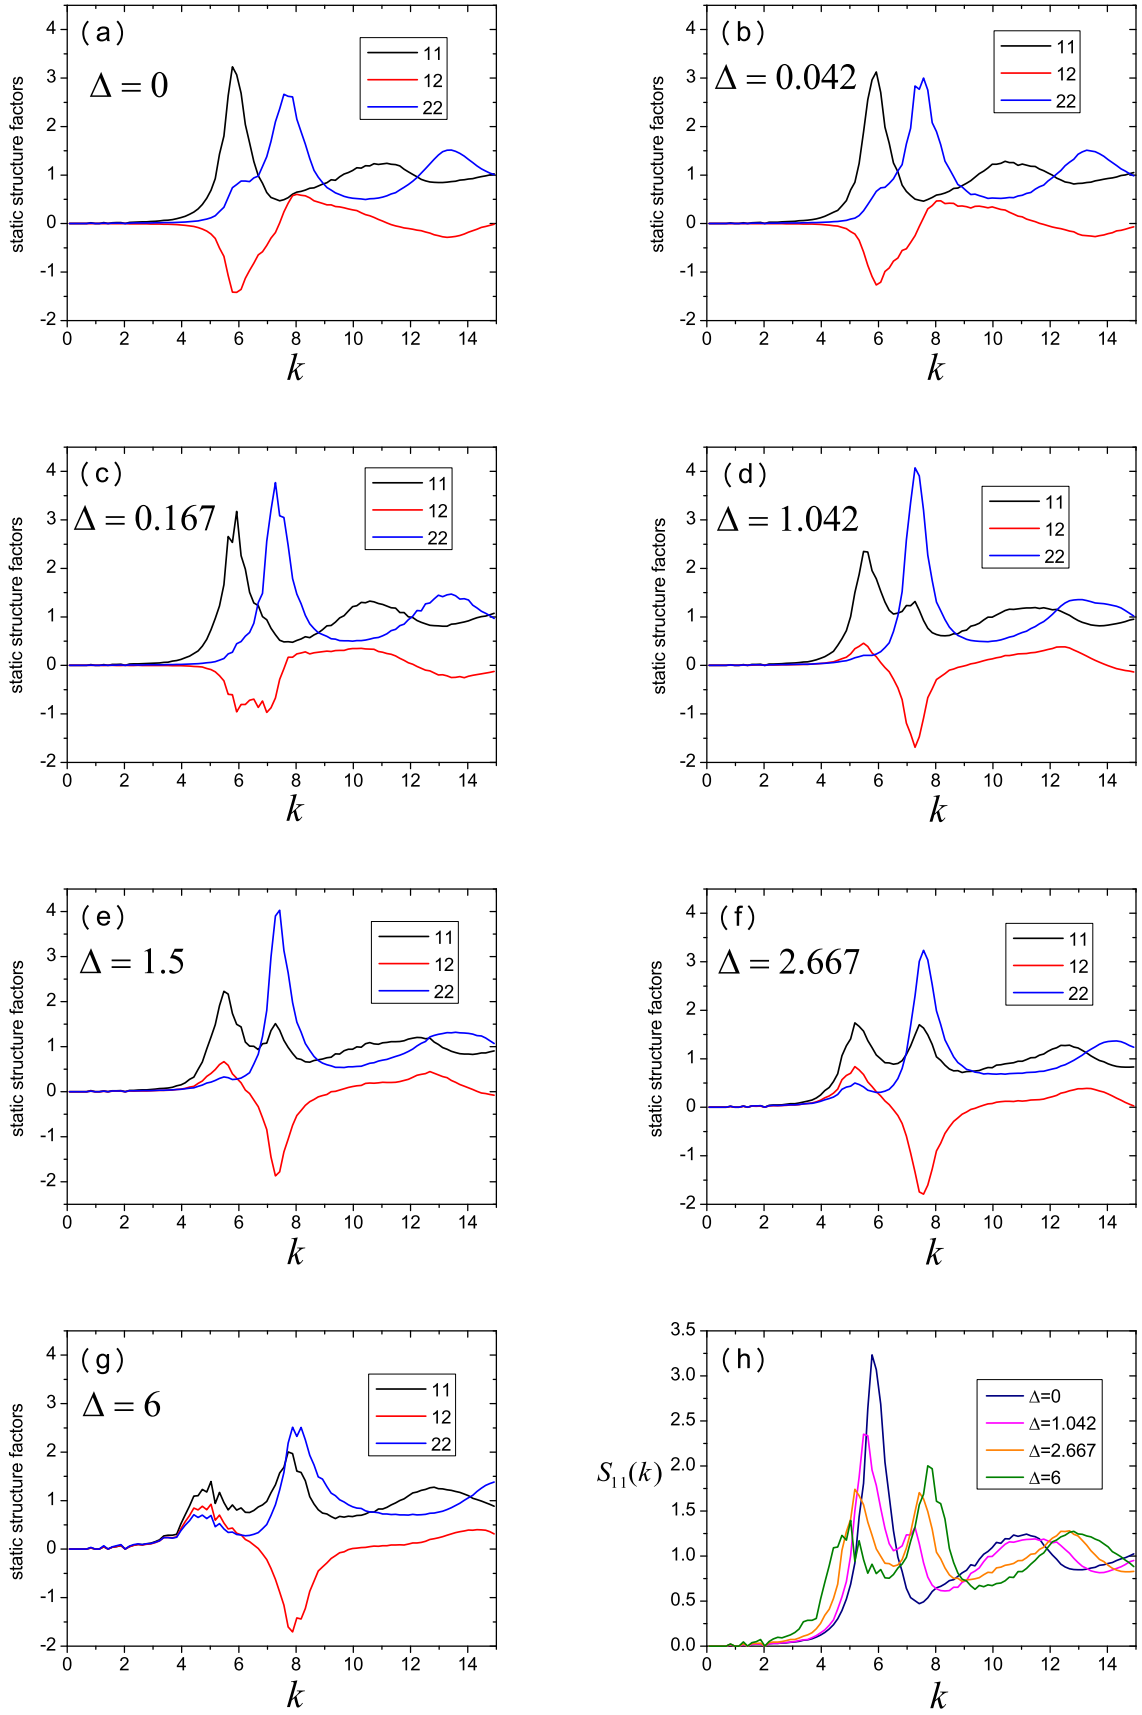 (a)
Δ = 0
11
12
22
static structure factors
4
3
2
1
0
-1
-2
0 2 4 6 8 10 12 14
k
(b)
Δ = 0.042
11
12
22
static structure factors
4
3
2
1
0
-1
-2
0 2 4 6 8 10 12 14
k
(c)
Δ = 0.167
11
12
22
static structure factors
4
3
2
1
0
-1
-2
0 2 4 6 8 10 12 14
k
(d)
Δ = 1.042
11
12
22
static structure factors
4
3
2
1
0
-1
-2
0 2 4 6 8 10 12 14
k
(e)
Δ = 1.5
11
12
22
static structure factors
4
3
2
1
0
-1
-2
0 2 4 6 8 10 12 14
k
(f)
Δ = 2.667
11
12
22
static structure factors
4
3
2
1
0
-1
-2
0 2 4 6 8 10 12 14
k
(g)
Δ = 6
11
12
22
static structure factors
4
3
2
1
0
-1
-2
0 2 4 6 8 10 12 14
k
(h)
Δ=0
Δ=1.042
Δ=2.667
Δ=6
S₁₁(k)
3.5
3.0
2.5
2.0
1.5
1.0
0.5
0.0
0 2 4 6 8 10 12 14
k